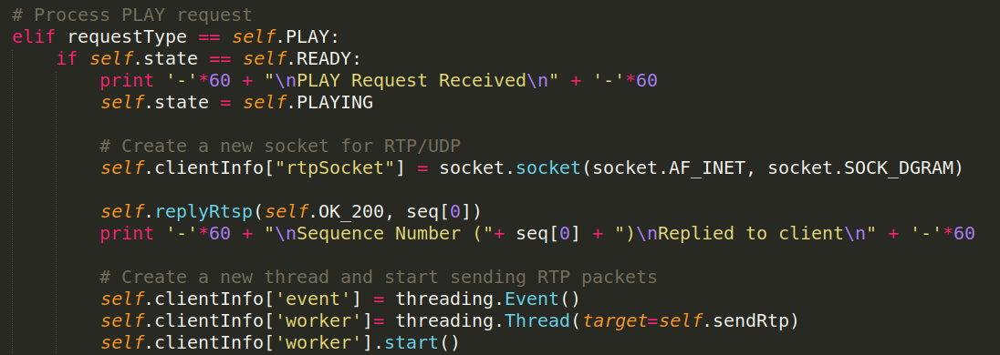 # Process PLAY request
elif requestType == self.PLAY:
    if self.state == self.READY:
        print '-'*60 + "\nPLAY Request Received\n" + '-'*60
        self.state = self.PLAYING

        # Create a new socket for RTP/UDP
        self.clientInfo["rtpSocket"] = socket.socket(socket.AF_INET, socket.SOCK_DGRAM)

        self.replyRtsp(self.OK_200, seq[0])
        print '-'*60 + "\nSequence Number ("+ seq[0] + ")\nReplied to client\n" + '-'*60

        # Create a new thread and start sending RTP packets
        self.clientInfo['event'] = threading.Event()
        self.clientInfo['worker']= threading.Thread(target=self.sendRtp)
        self.clientInfo['worker'].start()